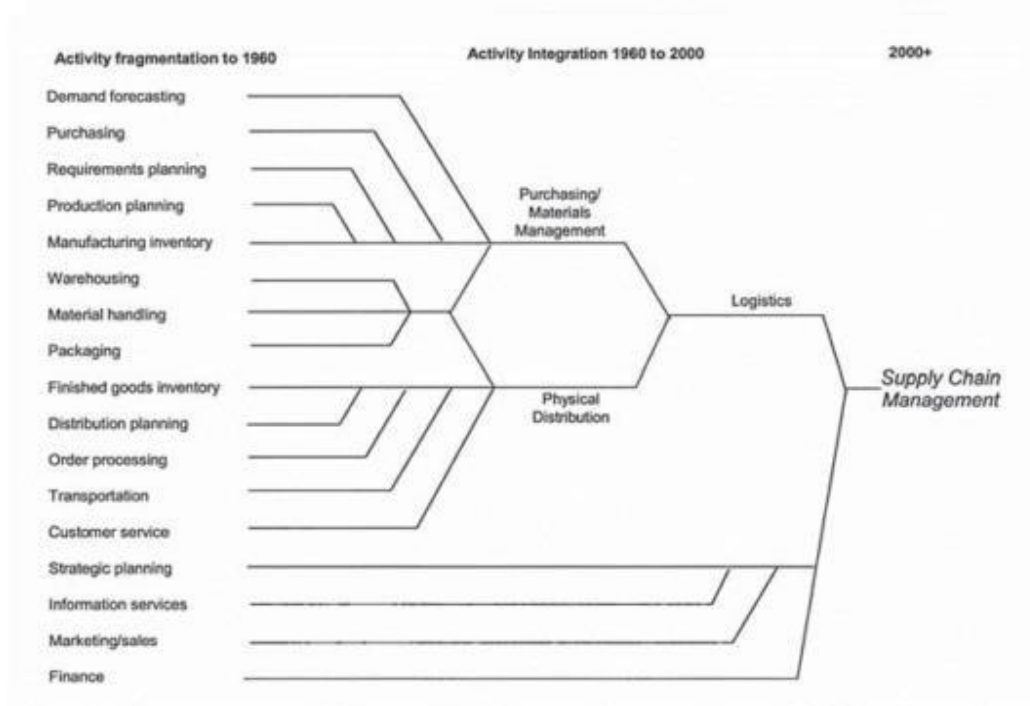 Activity fragmentation to 1960
Activity Integration 1960 to 2000
2000+
Demand forecasting
Purchasing
Requirements planning
Production planning
Manufacturing inventory
Warehousing
Material handling
Packaging
Finished goods inventory
Distribution planning
Order processing
Transportation
Customer service
Strategic planning
Information services
Marketing/sales
Finance
Purchasing/
Materials
Management
Physical
Distribution
Logistics
Supply Chain
Management